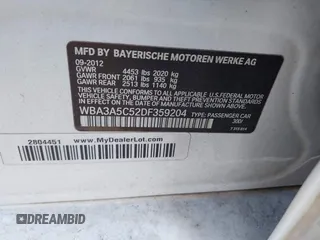 MFD BY BAYERISCHE MOTOREN WERKE AG
09-2012
GVWR 4453 lbs 2020 kg
GAWR FRONT 2061 lbs 935 kg
GAWR REAR 2513 lbs 1140 kg
THIS VEHICLE CONFORMS TO ALL APPLICABLE
FEDERAL MOTOR VEHICLE SAFETY, BUMPER AND
THEFT PREVENTION STANDARDS IN EFFECT ON THE
DATE OF MANUFACTURE SHOWN ABOVE.
WBA3A5C52DF359204 TYPE: PASSENGER CAR
300/
2804451
www.MyDealerLot.com
DREAMBID